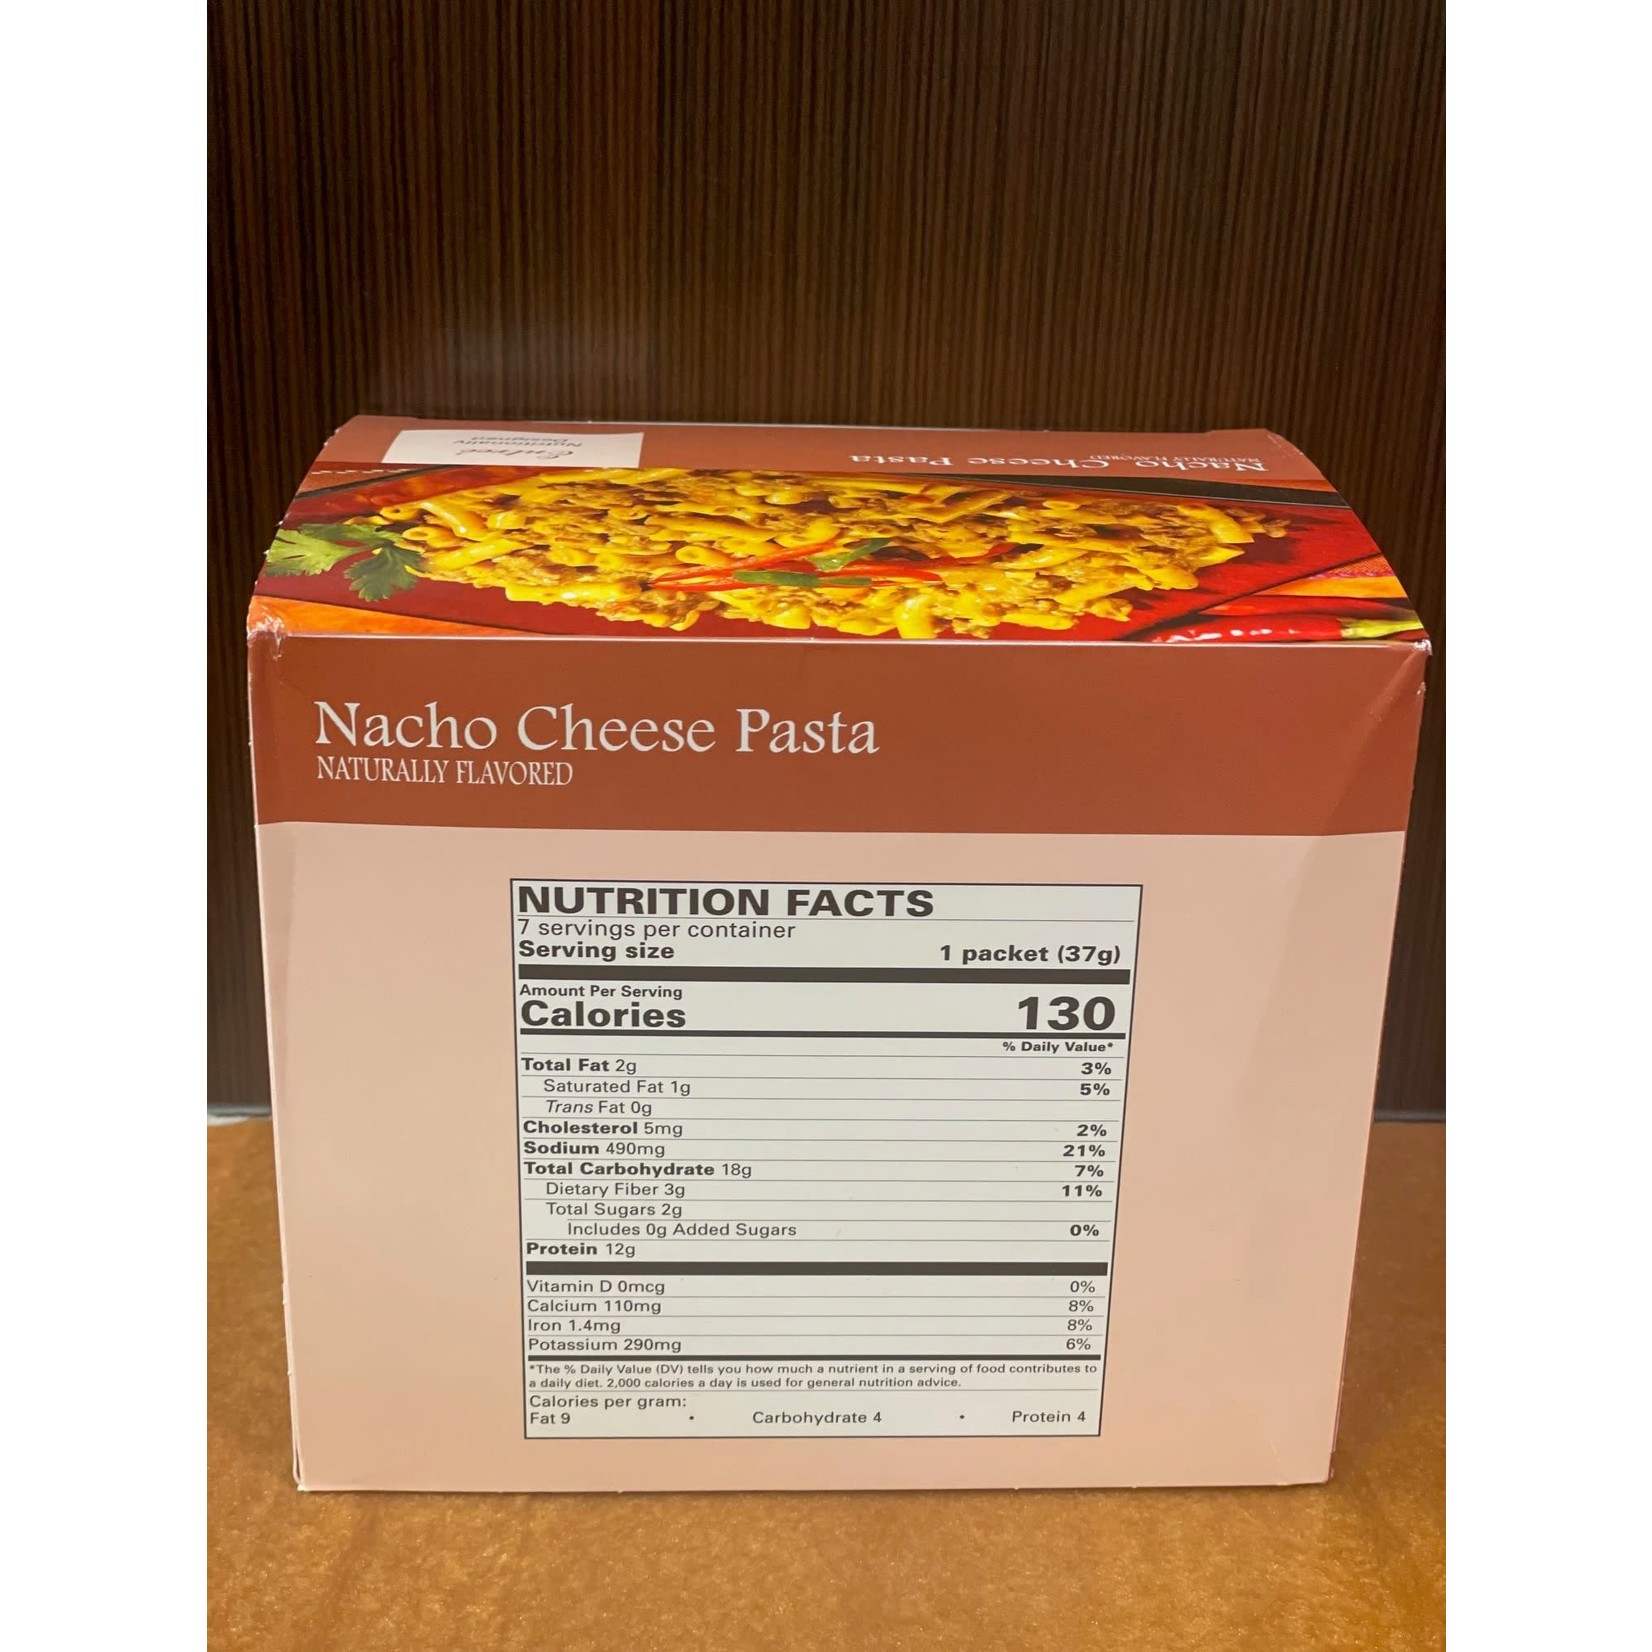 Entrée
Nutritionally
Designed
Nacho Cheese Pasta
NATURALLY FLAVORED
Nacho Cheese Pasta
NATURALLY FLAVORED
NUTRITION FACTS
7 servings per container
Serving size 1 packet (37g)
Amount Per Serving
Calories 130
% Daily Value*
Total Fat 2g 3%
Saturated Fat 1g 5%
Trans Fat 0g
Cholesterol 5mg 2%
Sodium 490mg 21%
Total Carbohydrate 18g 7%
Dietary Fiber 3g 11%
Total Sugars 2g
Includes 0g Added Sugars 0%
Protein 12g
Vitamin D 0mcg 0%
Calcium 110mg 8%
Iron 1.4mg 8%
Potassium 290mg 6%
*The % Daily Value (DV) tells you how much a nutrient in a serving of food contributes to
a daily diet. 2,000 calories a day is used for general nutrition advice.
Calories per gram:
Fat 9 • Carbohydrate 4 • Protein 4